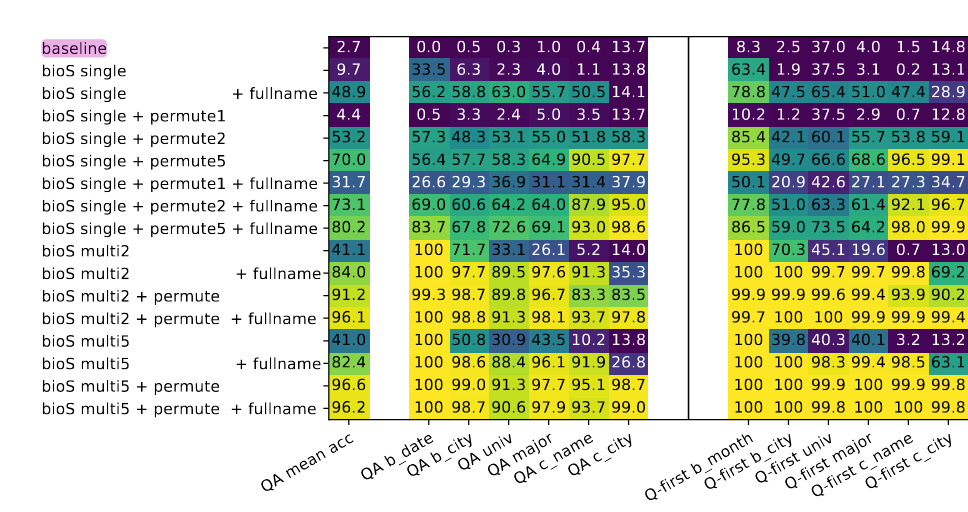 baseline 2.7 0.0 0.5 0.3 1.0 0.4 13.7 8.3 2.5 37.0 4.0 1.5 14.8
bioS single 9.7 33.5 6.3 2.3 4.0 1.1 13.8 63.4 1.9 37.5 3.1 0.2 13.1
bioS single + fullname 48.9 56.2 58.8 63.0 55.7 50.5 14.1 78.8 47.5 65.4 51.0 47.4 28.9
bioS single + permute1 4.4 0.5 3.3 2.4 5.0 3.5 13.7 10.2 1.2 37.5 2.9 0.7 12.8
bioS single + permute2 53.2 57.3 48.3 53.1 55.0 51.8 58.3 85.4 42.1 60.1 55.7 53.8 59.1
bioS single + permute5 70.0 56.4 57.7 58.3 64.9 90.5 97.7 95.3 49.7 66.6 68.6 96.5 99.1
bioS single + permute1 + fullname 31.7 26.6 29.3 36.9 31.1 31.4 37.9 50.1 20.9 42.6 27.1 27.3 34.7
bioS single + permute2 + fullname 73.1 69.0 60.6 64.2 64.0 87.9 95.0 77.8 51.0 63.3 61.4 92.1 96.7
bioS single + permute5 + fullname 80.2 83.7 67.8 72.6 69.1 93.0 98.6 86.5 59.0 73.5 64.2 98.0 99.9
bioS multi2 41.1 100 71.7 33.1 26.1 5.2 14.0 100 70.3 45.1 19.6 0.7 13.0
bioS multi2 + fullname 84.0 100 97.7 89.5 97.6 91.3 35.3 100 100 99.7 99.7 99.8 69.2
bioS multi2 + permute 91.2 99.3 98.7 89.8 96.7 83.3 83.5 99.9 99.9 99.6 99.4 93.9 90.2
bioS multi2 + permute + fullname 96.1 100 98.8 91.3 98.1 93.7 97.8 99.7 100 99.8 99.9 99.9 99.4
bioS multi5 41.0 100 50.8 30.9 43.5 10.2 13.8 100 39.8 40.3 40.1 3.2 13.2
bioS multi5 + fullname 82.4 100 98.6 88.4 96.1 91.9 26.8 100 100 98.3 99.4 98.5 63.1
bioS multi5 + permute 96.6 100 99.0 91.3 97.7 95.1 98.7 100 100 99.9 100 99.9 99.8
bioS multi5 + permute + fullname 96.2 100 98.7 90.6 97.9 93.7 99.0 100 100 99.8 100 100 99.8
QA mean acc QA b_date QA b_city QA univ QA major QA c_name QA c_city Q-first b_month Q-first b_city Q-first univ Q-first major Q-first c_name Q-first c_city